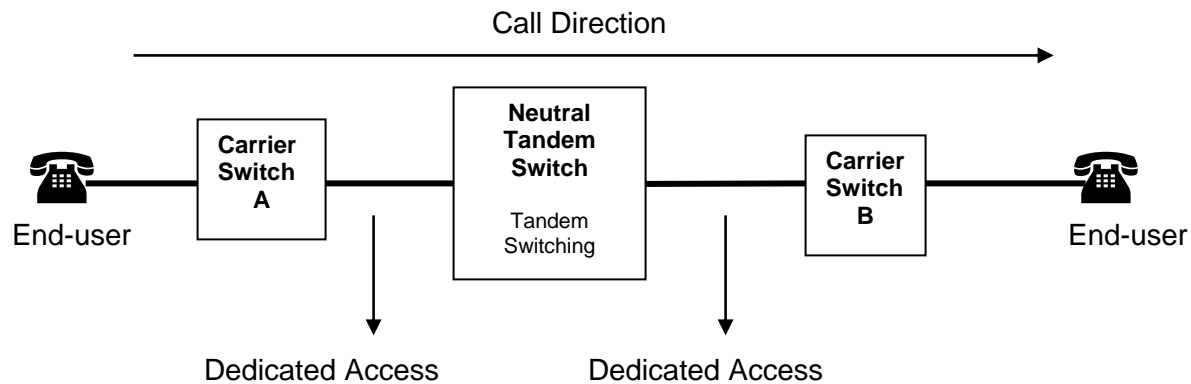 Call Direction
Neutral
Tandem
Switch
Tandem
Switching
Carrier
Switch
A
Carrier
Switch
B
End-user
End-user
Dedicated Access
Dedicated Access